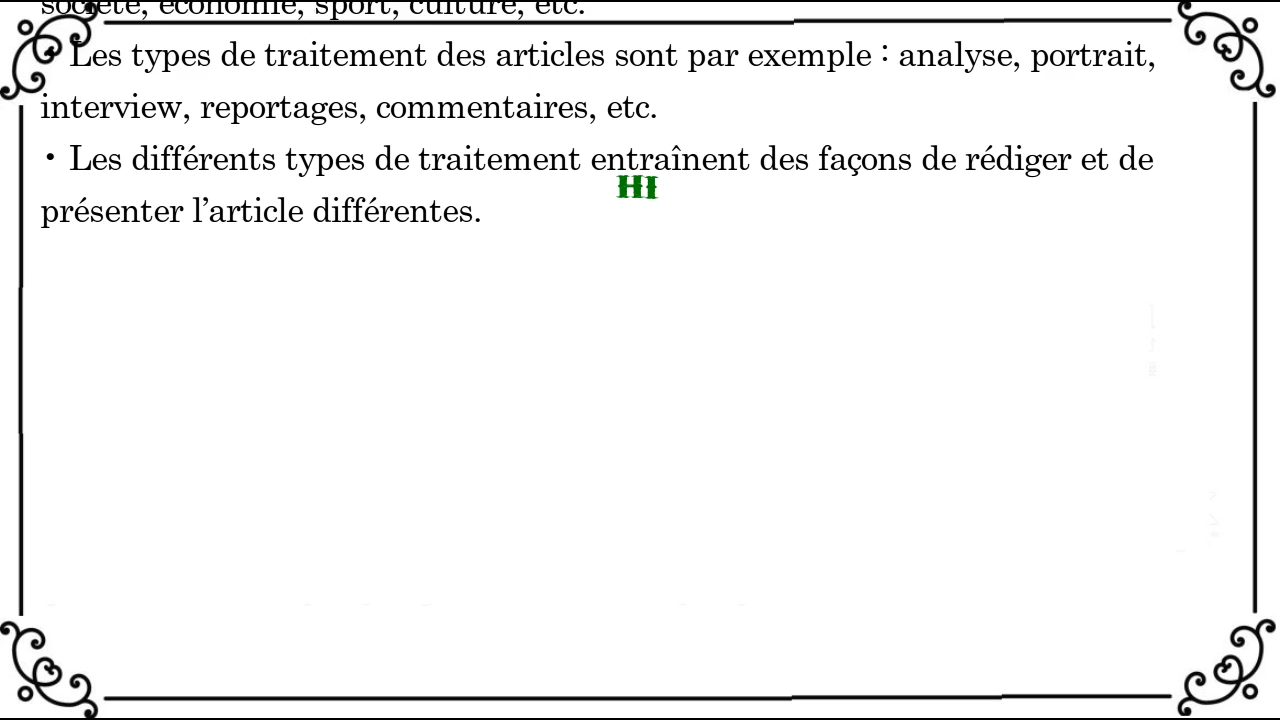 société, économie, sport, culture, etc.
Les types de traitement des articles sont par exemple : analyse, portrait,
interview, reportages, commentaires, etc.
• Les différents types de traitement entraînent des façons de rédiger et de
HI
présenter l’article différentes.